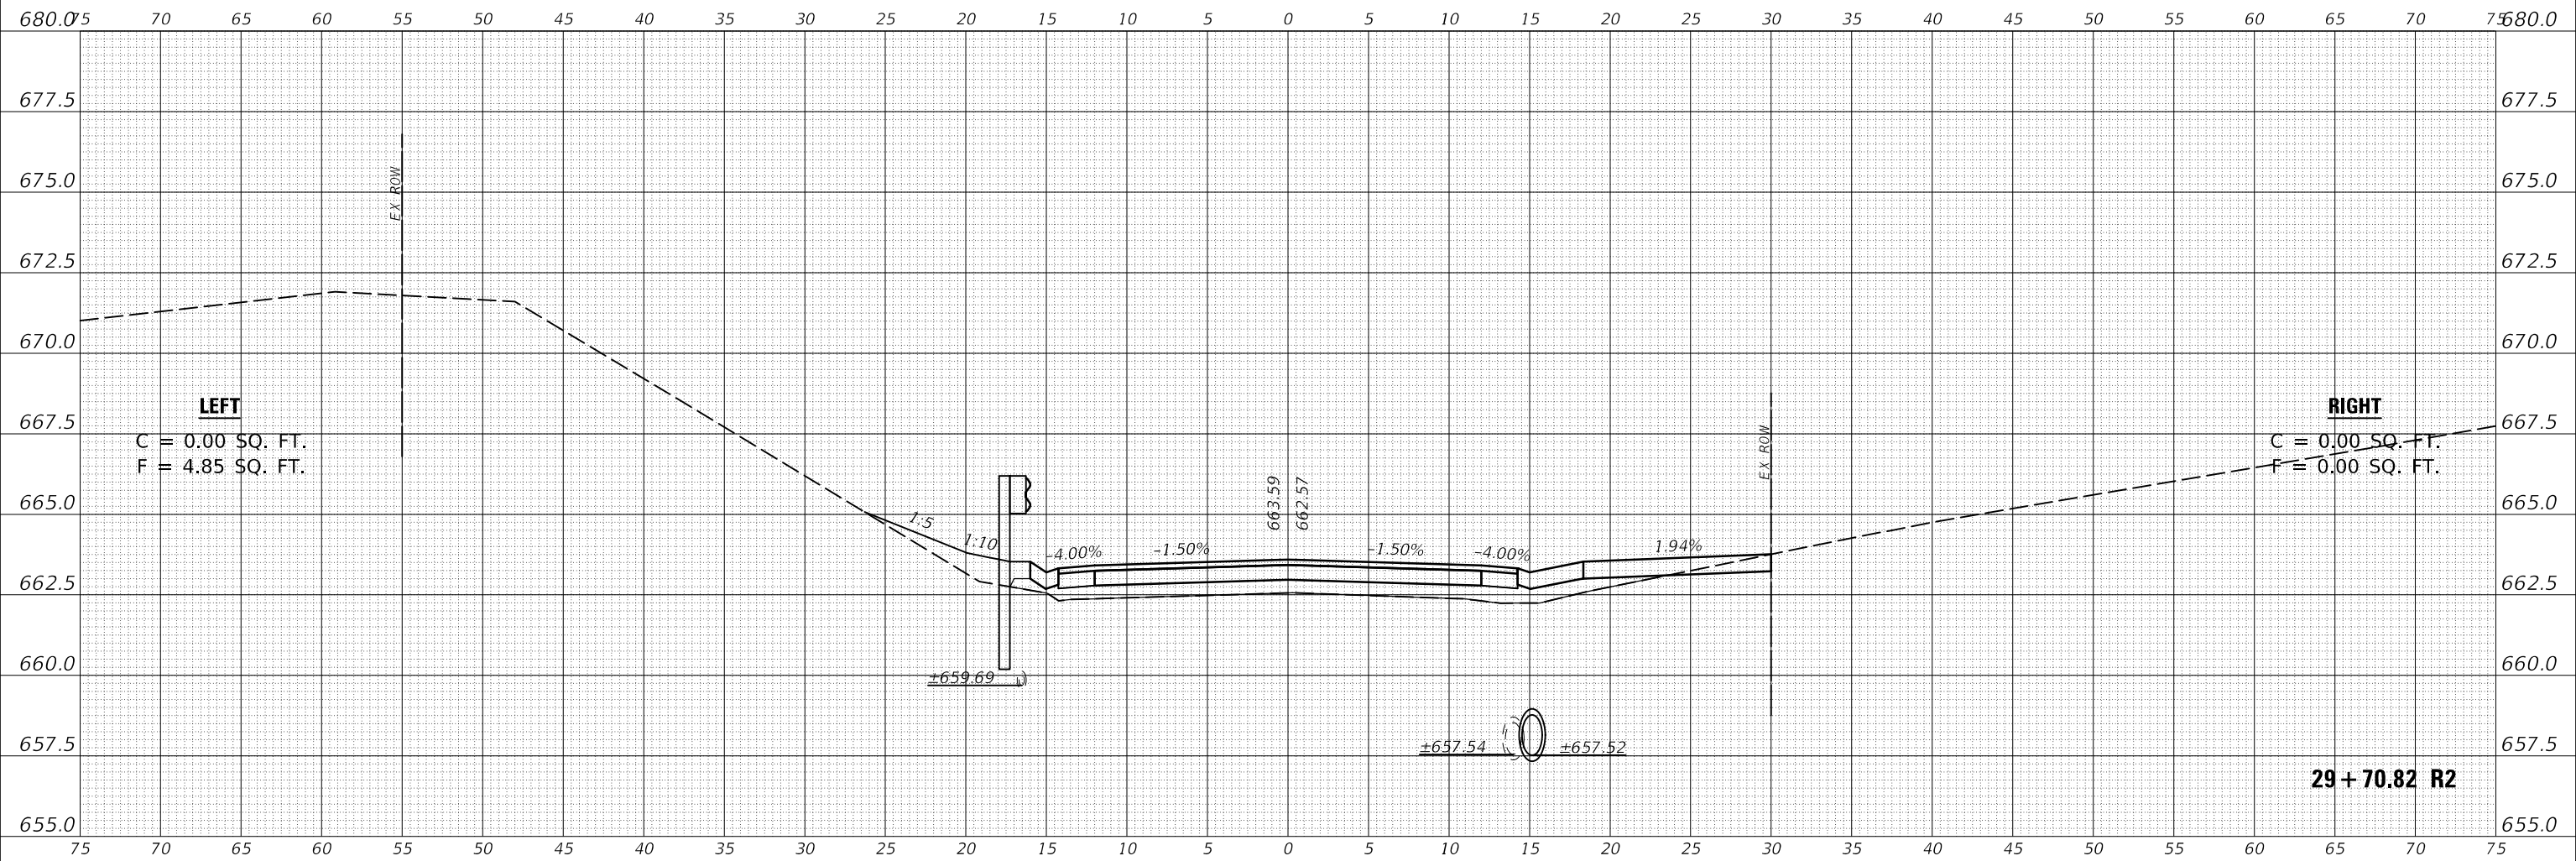 680.0 75 70 65 60 55 50 45 40 35 30 25 20 15 10 5 0 5 10 15 20 25 30 35 40 45 50 55 60 65 70 75 680.0
677.5 677.5
675.0 EX ROW 675.0
672.5 672.5
670.0 670.0
LEFT RIGHT
667.5 667.5
C = 0.00 SQ. FT. C = 0.00 SQ. FT.
F = 4.85 SQ. FT. F = 0.00 SQ. FT.
EX ROW
665.0 663.59 662.57 665.0
1:5 1:10 -4.00% -1.50% -1.50% -4.00% 1.94%
662.5 662.5
660.0 660.0
±659.69
657.5 ±657.54 ±657.52 657.5
29+70.82 R2
655.0 655.0
75 70 65 60 55 50 45 40 35 30 25 20 15 10 5 0 5 10 15 20 25 30 35 40 45 50 55 60 65 70 75